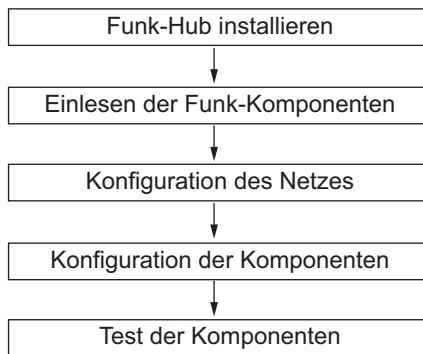 Funk-Hub installieren
Einlesen der Funk-Komponenten
Konfiguration des Netzes
Konfiguration der Komponenten
Test der Komponenten